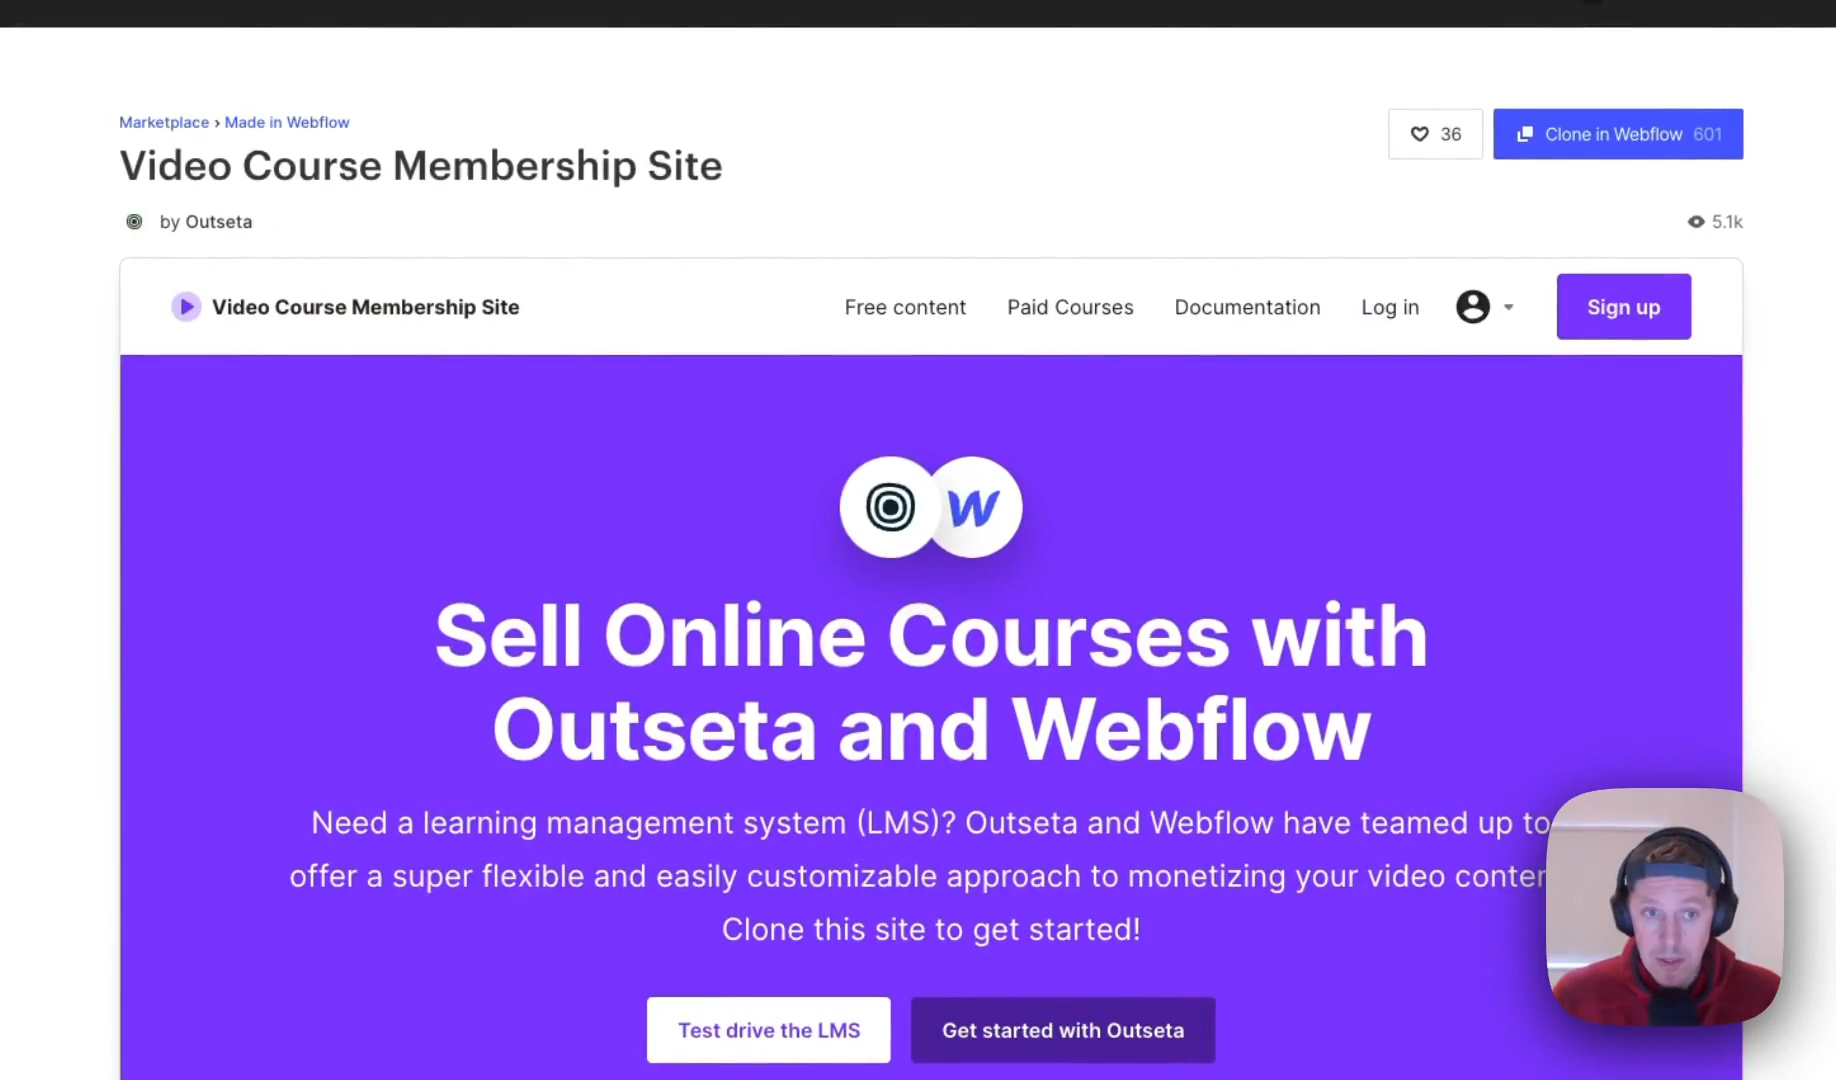 Marketplace › Made in Webflow
36
Clone in Webflow 601
Video Course Membership Site
by Outseta
5.1k
Video Course Membership Site
Free content
Paid Courses
Documentation
Log in
Sign up
Sell Online Courses with
Outseta and Webflow
Need a learning management system (LMS)? Outseta and Webflow have teamed up to
offer a super flexible and easily customizable approach to monetizing your video
Clone this site to get started!
Test drive the LMS
Get started with Outseta